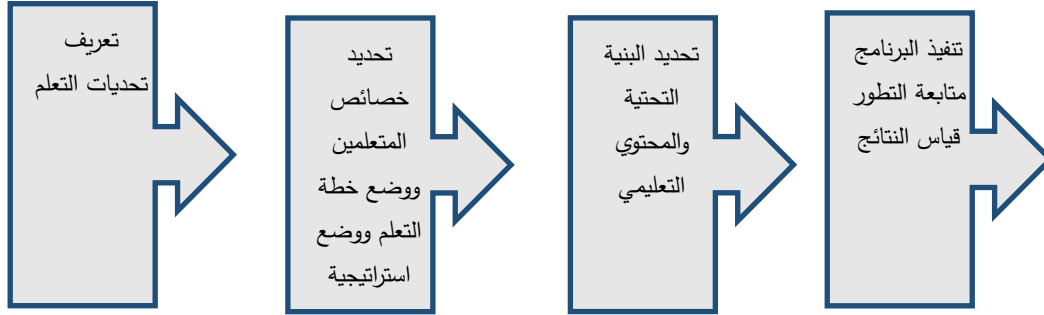 تعريف
تحديات التعلم
تحديد
خصائص
المتعلمين
ووضع خطة
التعلم ووضع
استراتيجية
تحديد البنية
التحتية
والمحتوي
التعليمي
تنفيذ البرنامج
متابعة التطور
قياس النتائج